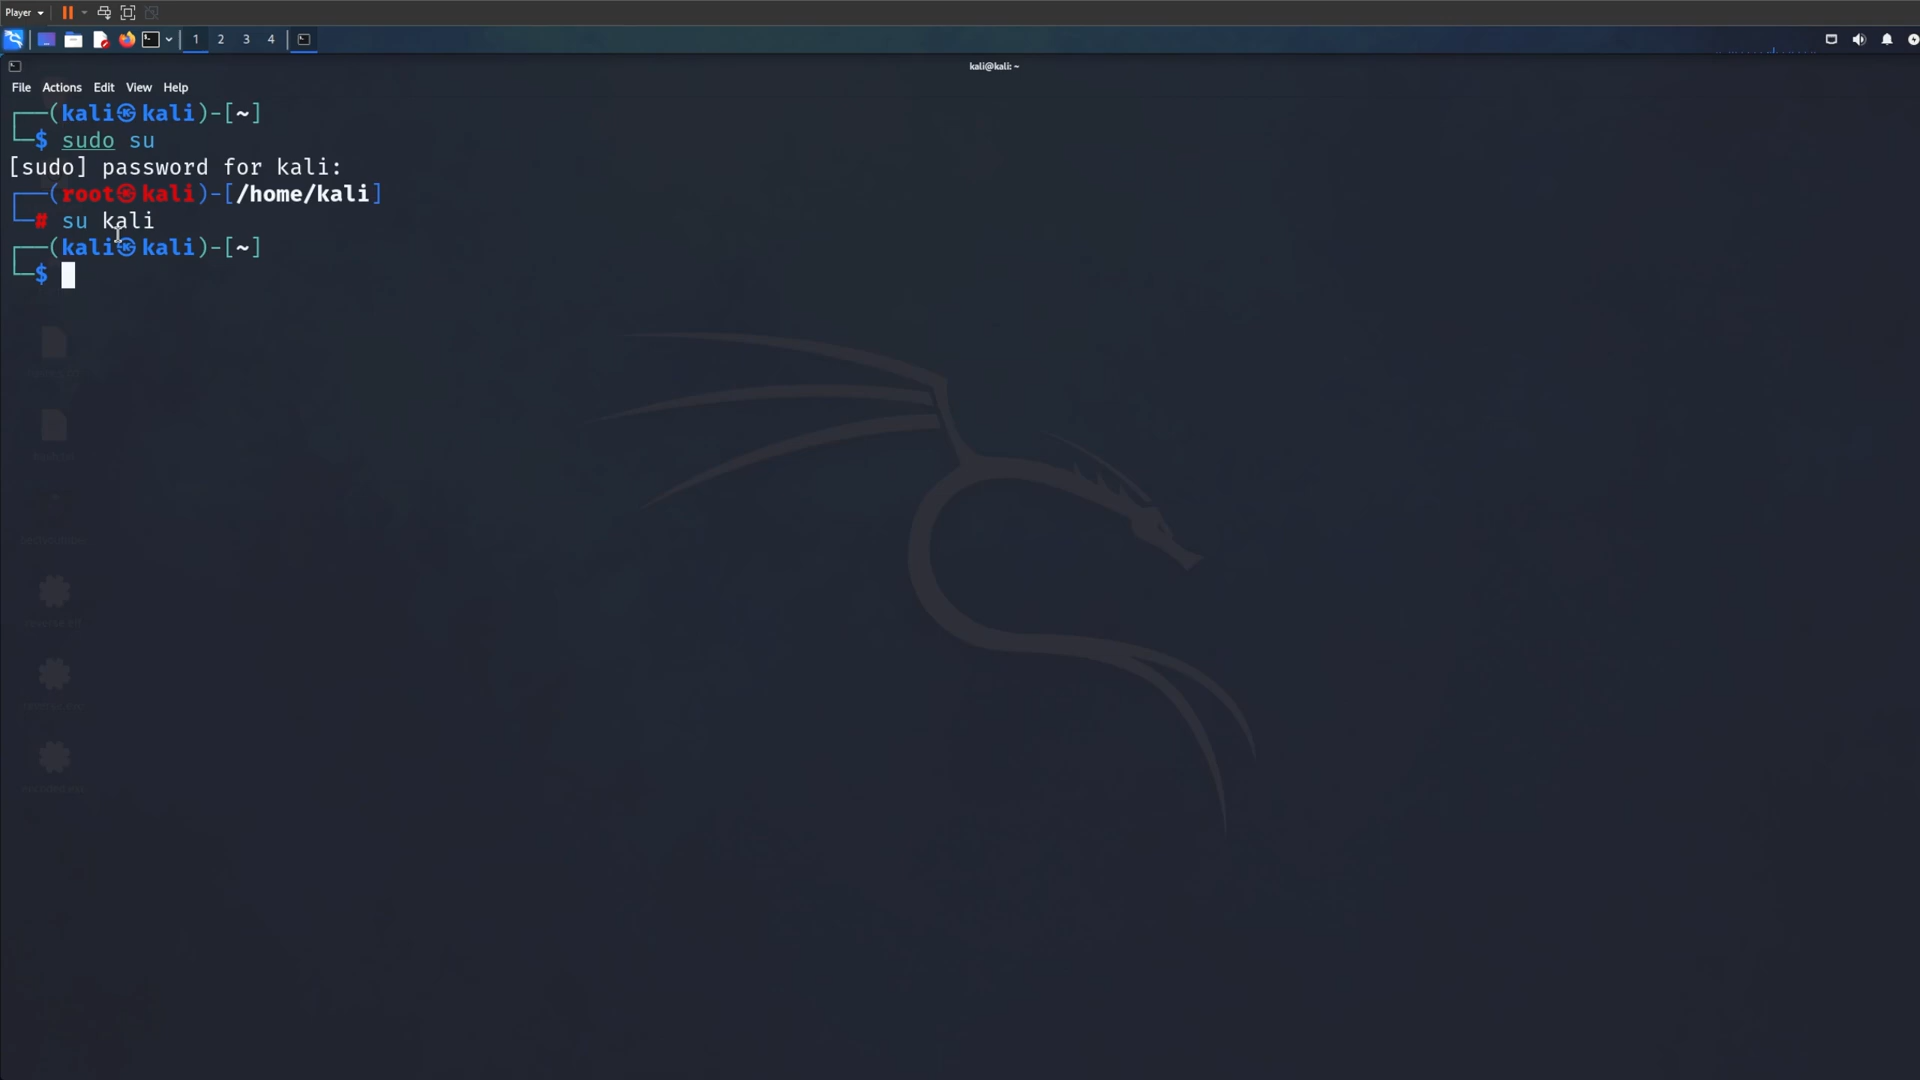 Player
1 2 3 4
kali@kali: ~
File Actions Edit View Help
┌──(kali㉿kali)-[~]
└─$ sudo su
[sudo] password for kali:
┌──(root㉿kali)-[/home/kali]
└─# su kali
┌──(kali㉿kali)-[~]
└─$